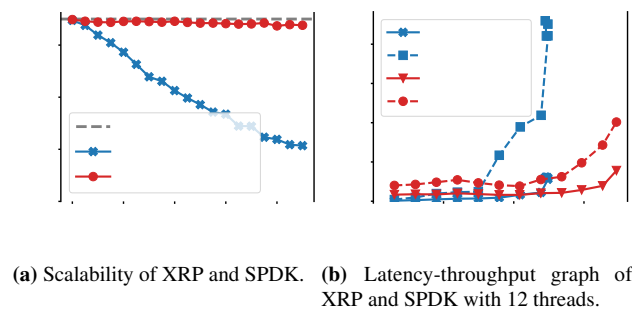 (a) Scalability of XRP and SPDK.
(b) Latency-throughput graph of
XRP and SPDK with 12 threads.